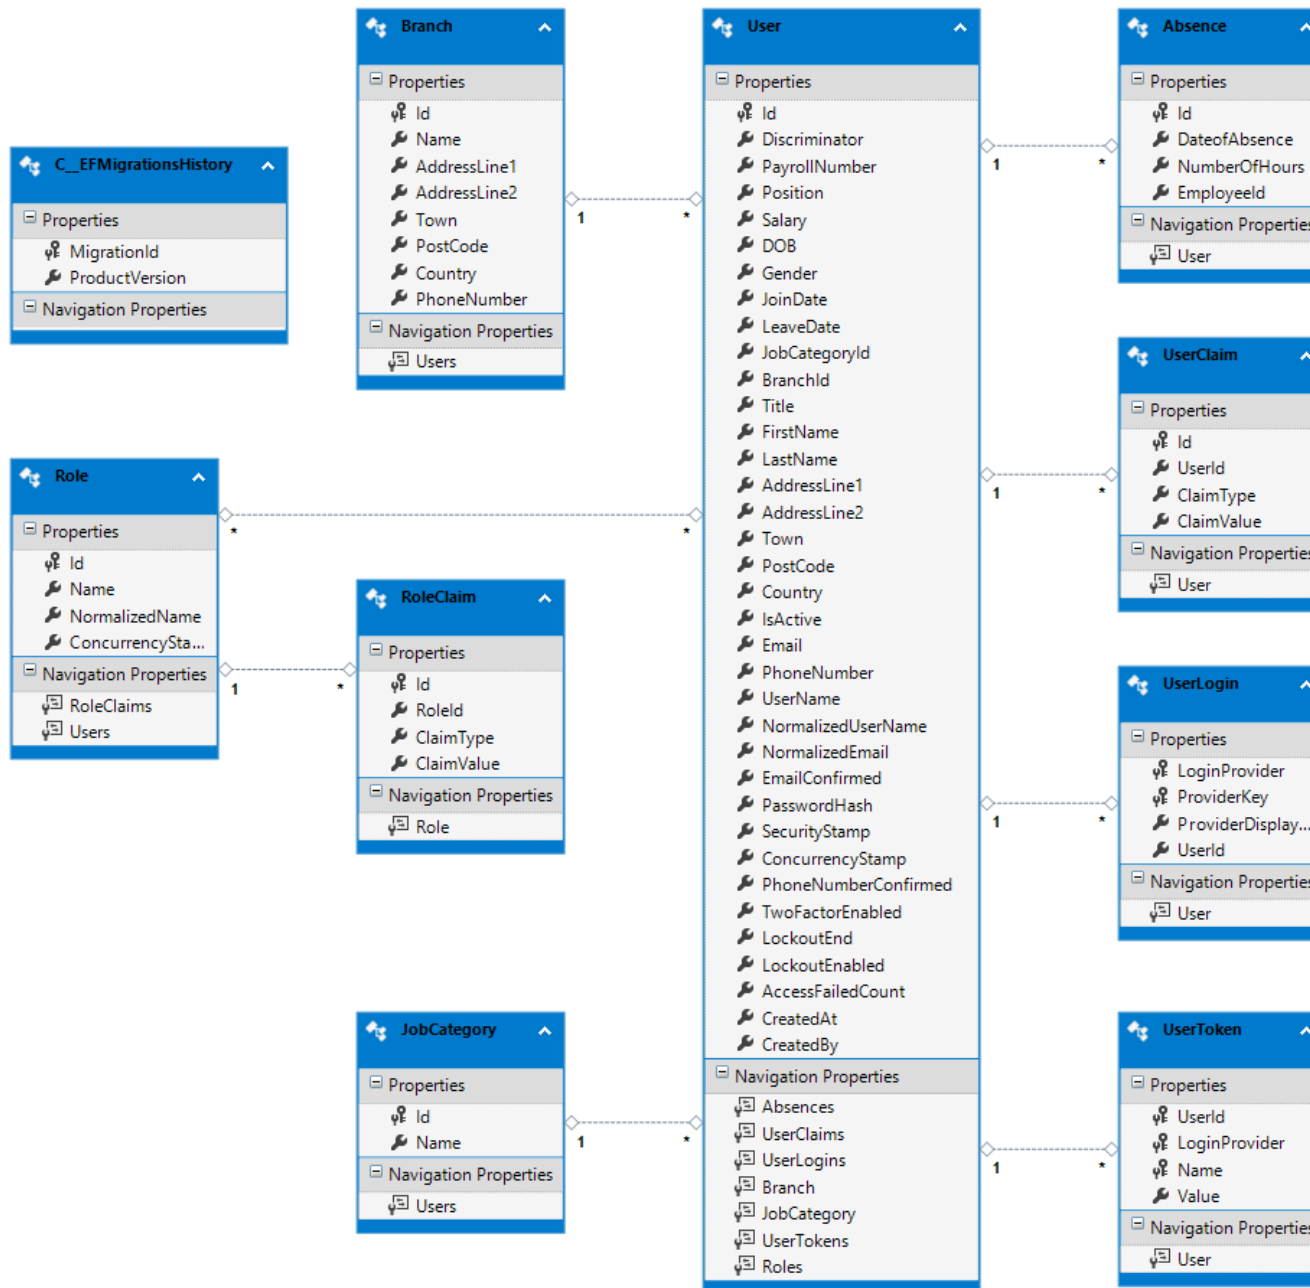 C__EFMigrationsHistory
Properties
MigrationId
ProductVersion
Navigation Properties
Role
Properties
Id
Name
NormalizedName
ConcurrencySta...
Navigation Properties
RoleClaims
Users
1
*
*
*
Branch
Properties
Id
Name
AddressLine1
AddressLine2
Town
PostCode
Country
PhoneNumber
Navigation Properties
Users
1
*
RoleClaim
Properties
Id
RoleId
ClaimType
ClaimValue
Navigation Properties
Role
JobCategory
Properties
Id
Name
Navigation Properties
Users
1
*
User
Properties
Id
Discriminator
PayrollNumber
Position
Salary
DOB
Gender
JoinDate
LeaveDate
JobCategoryId
BranchId
Title
FirstName
LastName
AddressLine1
AddressLine2
Town
PostCode
Country
IsActive
Email
PhoneNumber
UserName
NormalizedUserName
NormalizedEmail
EmailConfirmed
PasswordHash
SecurityStamp
ConcurrencyStamp
PhoneNumberConfirmed
TwoFactorEnabled
LockoutEnd
LockoutEnabled
AccessFailedCount
CreatedAt
CreatedBy
Navigation Properties
Absences
UserClaims
UserLogins
Branch
JobCategory
UserTokens
Roles
1
*
1
*
1
*
1
*
Absence
Properties
Id
DateofAbsence
NumberOfHours
EmployeeId
Navigation Properties
User
UserClaim
Properties
Id
UserId
ClaimType
ClaimValue
Navigation Properties
User
UserLogin
Properties
LoginProvider
ProviderKey
ProviderDisplay...
UserId
Navigation Properties
User
UserToken
Properties
UserId
LoginProvider
Name
Value
Navigation Properties
User